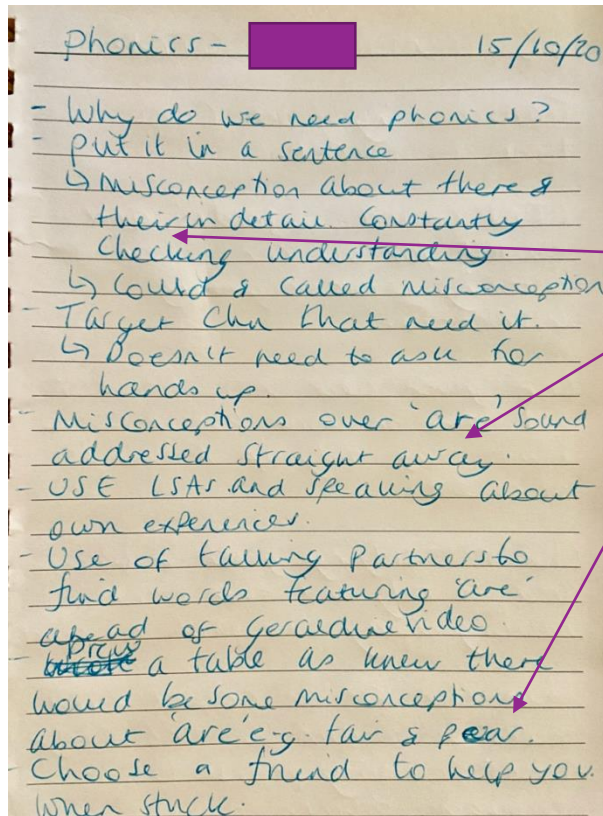 Phonics - 15/10/20
- Why do we need phonics?
- Put it in a sentence
↳ Misconception about there &
their in detail. Constantly
checking understanding.
↳ Could & called misconception
- Target chn that need it.
↳ Doesn't need to ask for
hands up.
- Misconceptions over 'are' sound
addressed straight away.
- USE LSAs and speaking about
own experiences.
- Use of talking partners to
find words featuring 'are'
ahead of Geraldine video.
- Drew a table as knew there
would be some misconceptions
about 'are' e.g. fair & pear.
- Choose a friend to help you
when stuck.